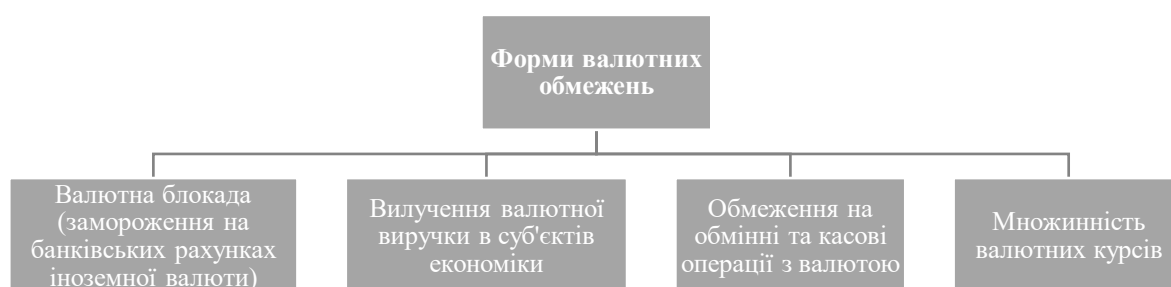 Форми валютних
обмежень
Валютна блокада
(замороження на
банківських рахунках
іноземної валюти)
Вилучення валютної
виручки в суб'єктів
економіки
Обмеження на
обмінні та касові
операції з валютою
Множинність
валютних курсів